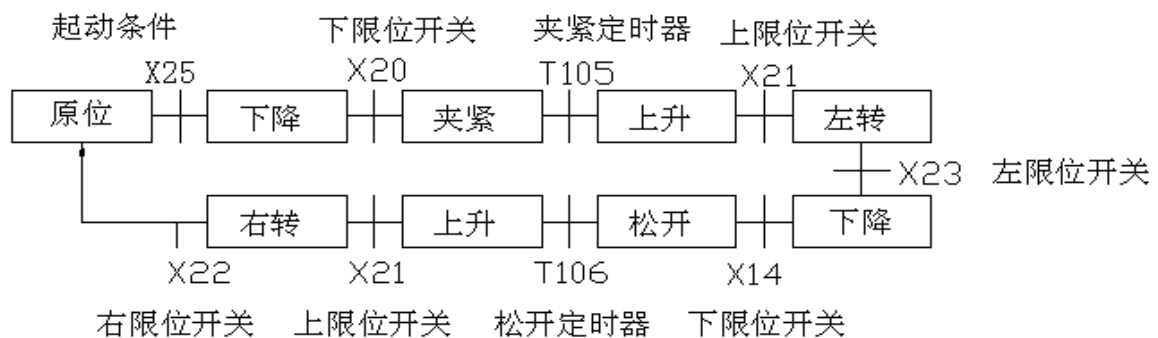 起动条件 下限位开关 夹紧定时器 上限位开关
X25 X20 T105 X21
原位 下降 夹紧 上升 左转
X23 左限位开关
右转 上升 松开 下降
X22 X21 T106 X14
右限位开关 上限位开关 松开定时器 下限位开关